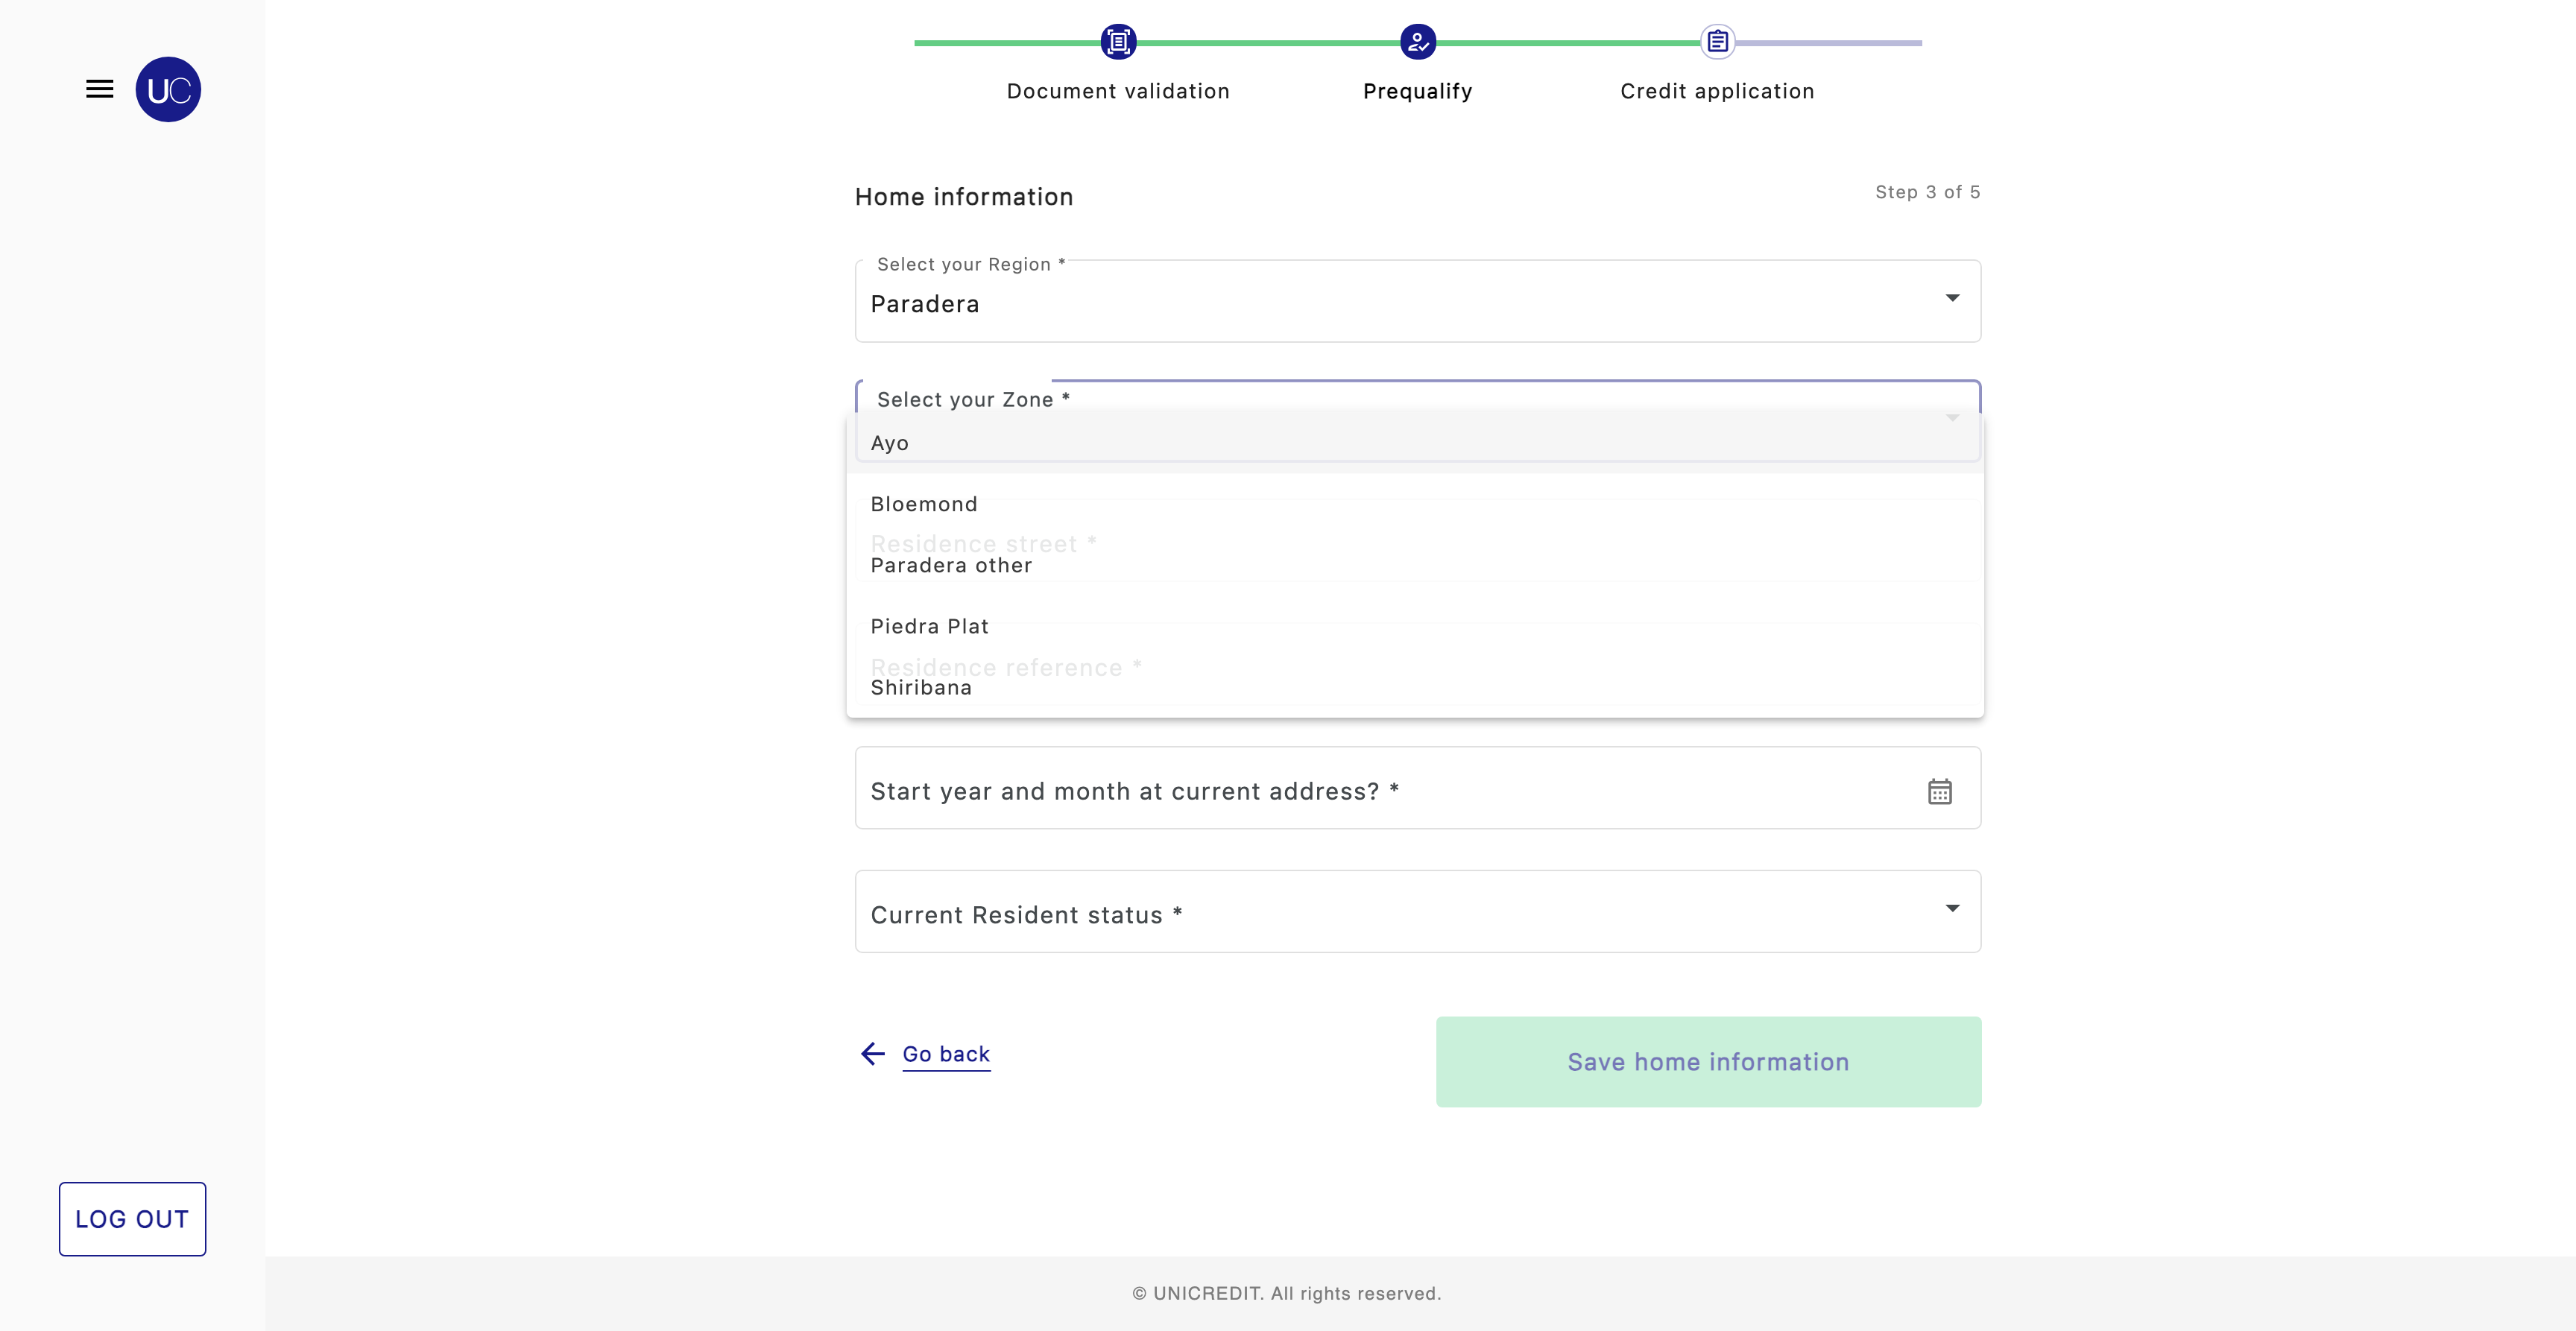 UC
Document validation
Prequalify
Credit application
Home information
Step 3 of 5
Select your Region *
Paradera
Select your Zone *
Ayo
Bloemond
Residence street *
Paradera other
Piedra Plat
Residence reference *
Shiribana
Start year and month at current address? *
Current Resident status *
Go back
Save home information
LOG OUT
© UNICREDIT. All rights reserved.